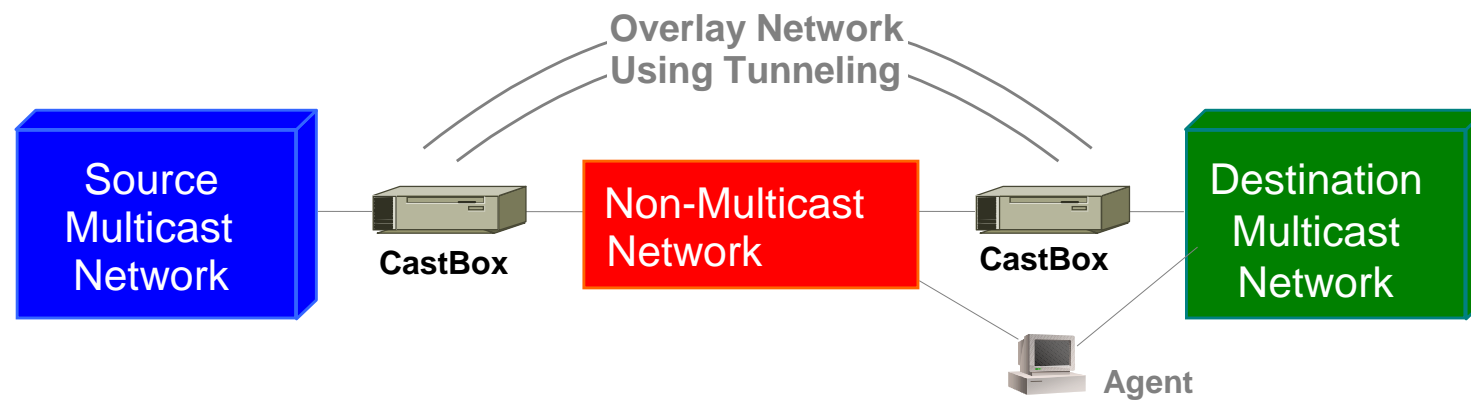 Overlay Network
Using Tunneling
Source
Multicast
Network
CastBox
Non-Multicast
Network
CastBox
Destination
Multicast
Network
Agent